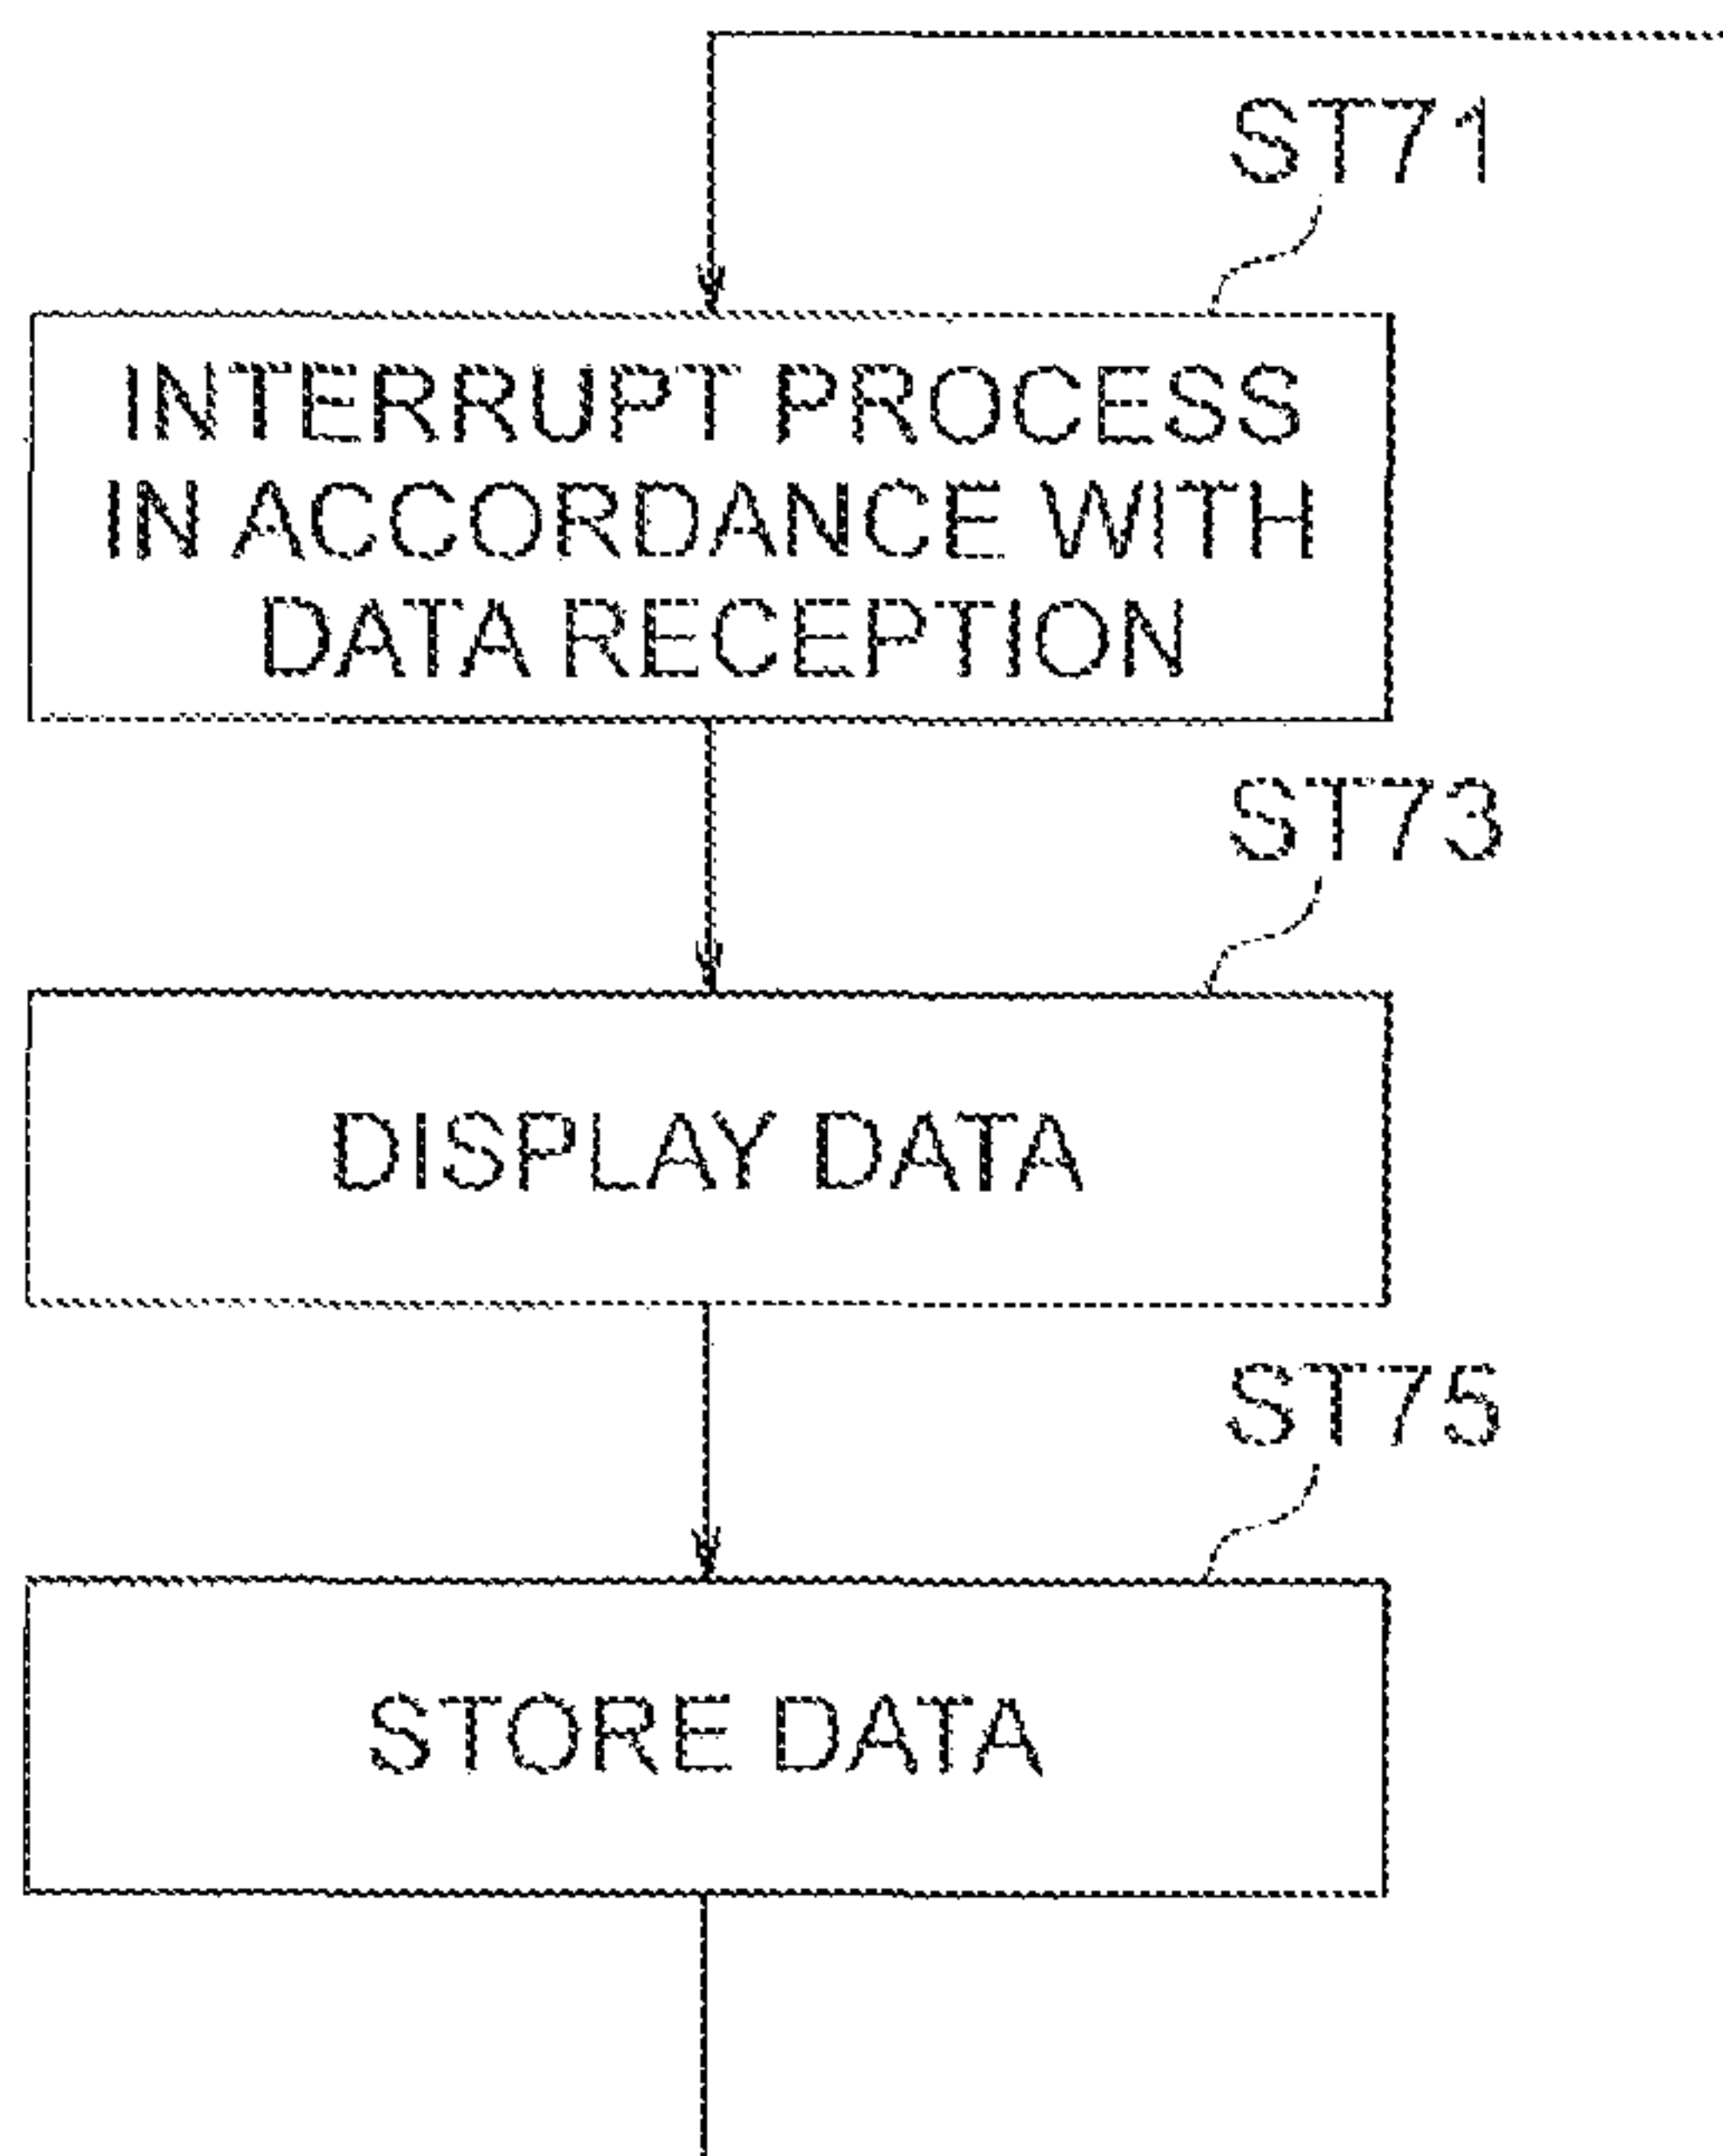 ST71
INTERRUPT PROCESS
IN ACCORDANCE WITH
DATA RECEPTION
ST73
DISPLAY DATA
ST75
STORE DATA